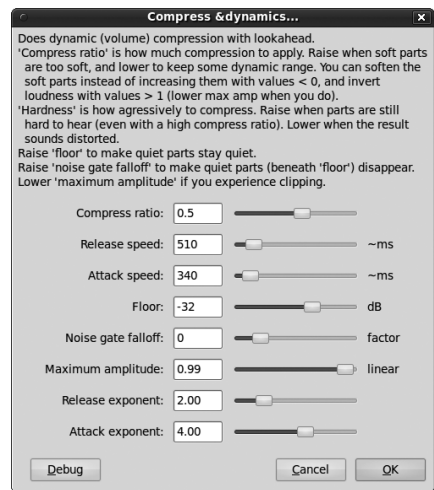 Compress &dynamics...
Does dynamic (volume) compression with lookahead.
'Compress ratio' is how much compression to apply. Raise when soft parts
are too soft, and lower to keep some dynamic range. You can soften the
soft parts instead of increasing them with values < 0, and invert
loudness with values > 1 (lower max amp when you do).
'Hardness' is how agressively to compress. Raise when parts are still
hard to hear (even with a high compress ratio). Lower when the result
sounds distorted.
Raise 'floor' to make quiet parts stay quiet.
Raise 'noise gate falloff' to make quiet parts (beneath 'floor') disappear.
Lower 'maximum amplitude' if you experience clipping.
Compress ratio: 0.5
Release speed: 510 ~ms
Attack speed: 340 ~ms
Floor: -32 dB
Noise gate falloff: 0 factor
Maximum amplitude: 0.99 linear
Release exponent: 2.00
Attack exponent: 4.00
Debug Cancel OK